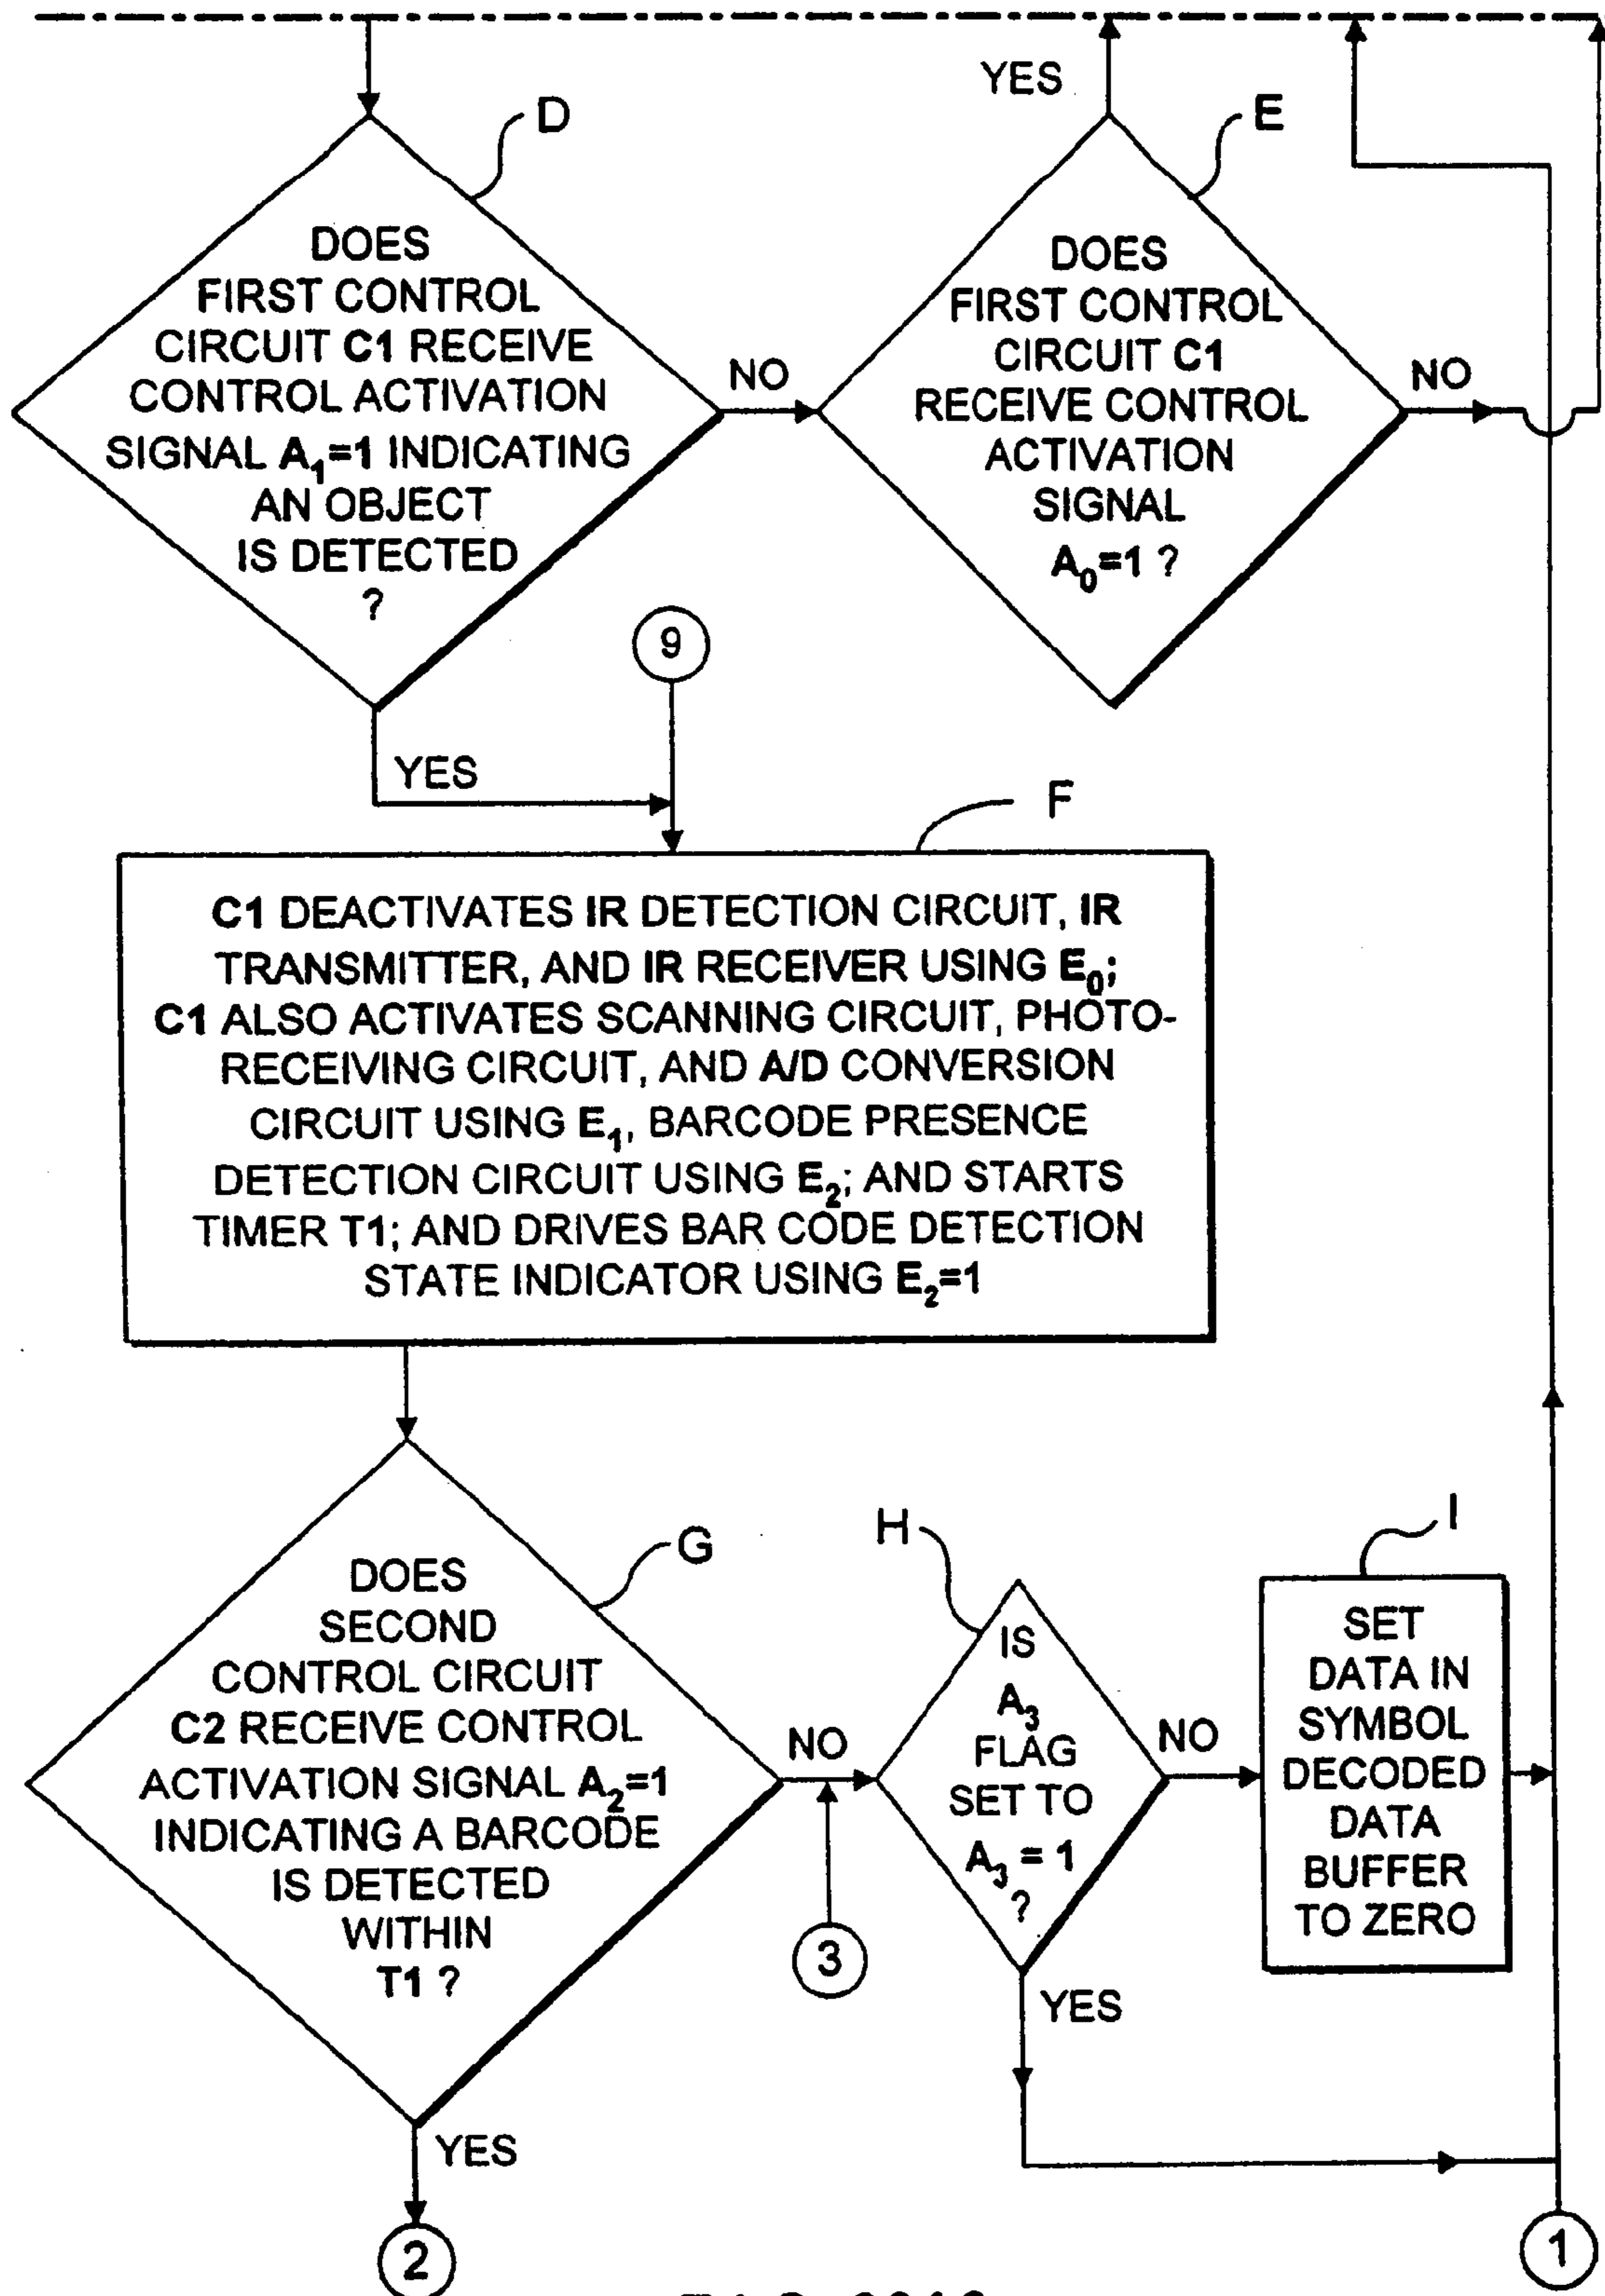 YES
D
E
DOES
FIRST CONTROL
CIRCUIT C1 RECEIVE
CONTROL ACTIVATION
SIGNAL A₁=1 INDICATING
AN OBJECT
IS DETECTED
?
NO
DOES
FIRST CONTROL
CIRCUIT C1
RECEIVE CONTROL
ACTIVATION
SIGNAL
A₀=1 ?
NO
9
YES
F
C1 DEACTIVATES IR DETECTION CIRCUIT, IR
TRANSMITTER, AND IR RECEIVER USING E₀;
C1 ALSO ACTIVATES SCANNING CIRCUIT, PHOTO-
RECEIVING CIRCUIT, AND A/D CONVERSION
CIRCUIT USING E₁, BARCODE PRESENCE
DETECTION CIRCUIT USING E₂; AND STARTS
TIMER T1; AND DRIVES BAR CODE DETECTION
STATE INDICATOR USING E₂=1
G
DOES
SECOND
CONTROL CIRCUIT
C2 RECEIVE CONTROL
ACTIVATION SIGNAL A₂=1
INDICATING A BARCODE
IS DETECTED
WITHIN
T1 ?
NO
3
H
IS
A₃
FLAG
SET TO
A₃ = 1
?
NO
I
SET
DATA IN
SYMBOL
DECODED
DATA
BUFFER
TO ZERO
YES
YES
2
1